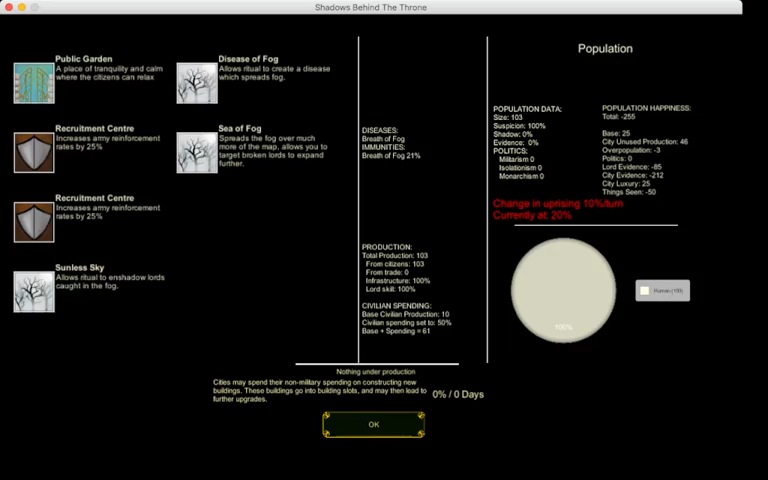 Shadows Behind The Throne
Public Garden
A place of tranquility and calm
where the citizens can relax
Disease of Fog
Allows ritual to create a disease
which spreads fog.
Recruitment Centre
Increases army reinforcement
rates by 25%
Sea of Fog
Spreads the fog over much
more of the map, allows you to
target broken lords to expand
further.
Recruitment Centre
Increases army reinforcement
rates by 25%
Sunless Sky
Allows ritual to enshadow lords
caught in the fog.
DISEASES:
Breath of Fog
IMMUNITIES:
Breath of Fog 21%
PRODUCTION:
Total Production: 103
From citizens: 103
From trade: 0
Infrastructure: 100%
Lord skill: 100%
CIVILIAN SPENDING:
Base Civilian Production: 10
Civilian spending set to: 50%
Base + Spending = 61
Population
POPULATION DATA:
Size: 103
Suspicion: 100%
Shadow: 0%
Evidence: 0%
POLITICS:
Militarism 0
Isolationism 0
Monarchism 0
POPULATION HAPPINESS:
Total: -255
Base: 25
City Unused Production: 46
Overpopulation: -3
Politics: 0
Lord Evidence: -85
City Evidence: -212
City Luxury: 25
Things Seen: -50
Change in uprising 10%/turn
Currently at: 20%
100%
Nothing under production
Cities may spend their non-military spending on constructing new
buildings. These buildings go into building slots, and may then lead to
further upgrades.
0% / 0 Days
OK